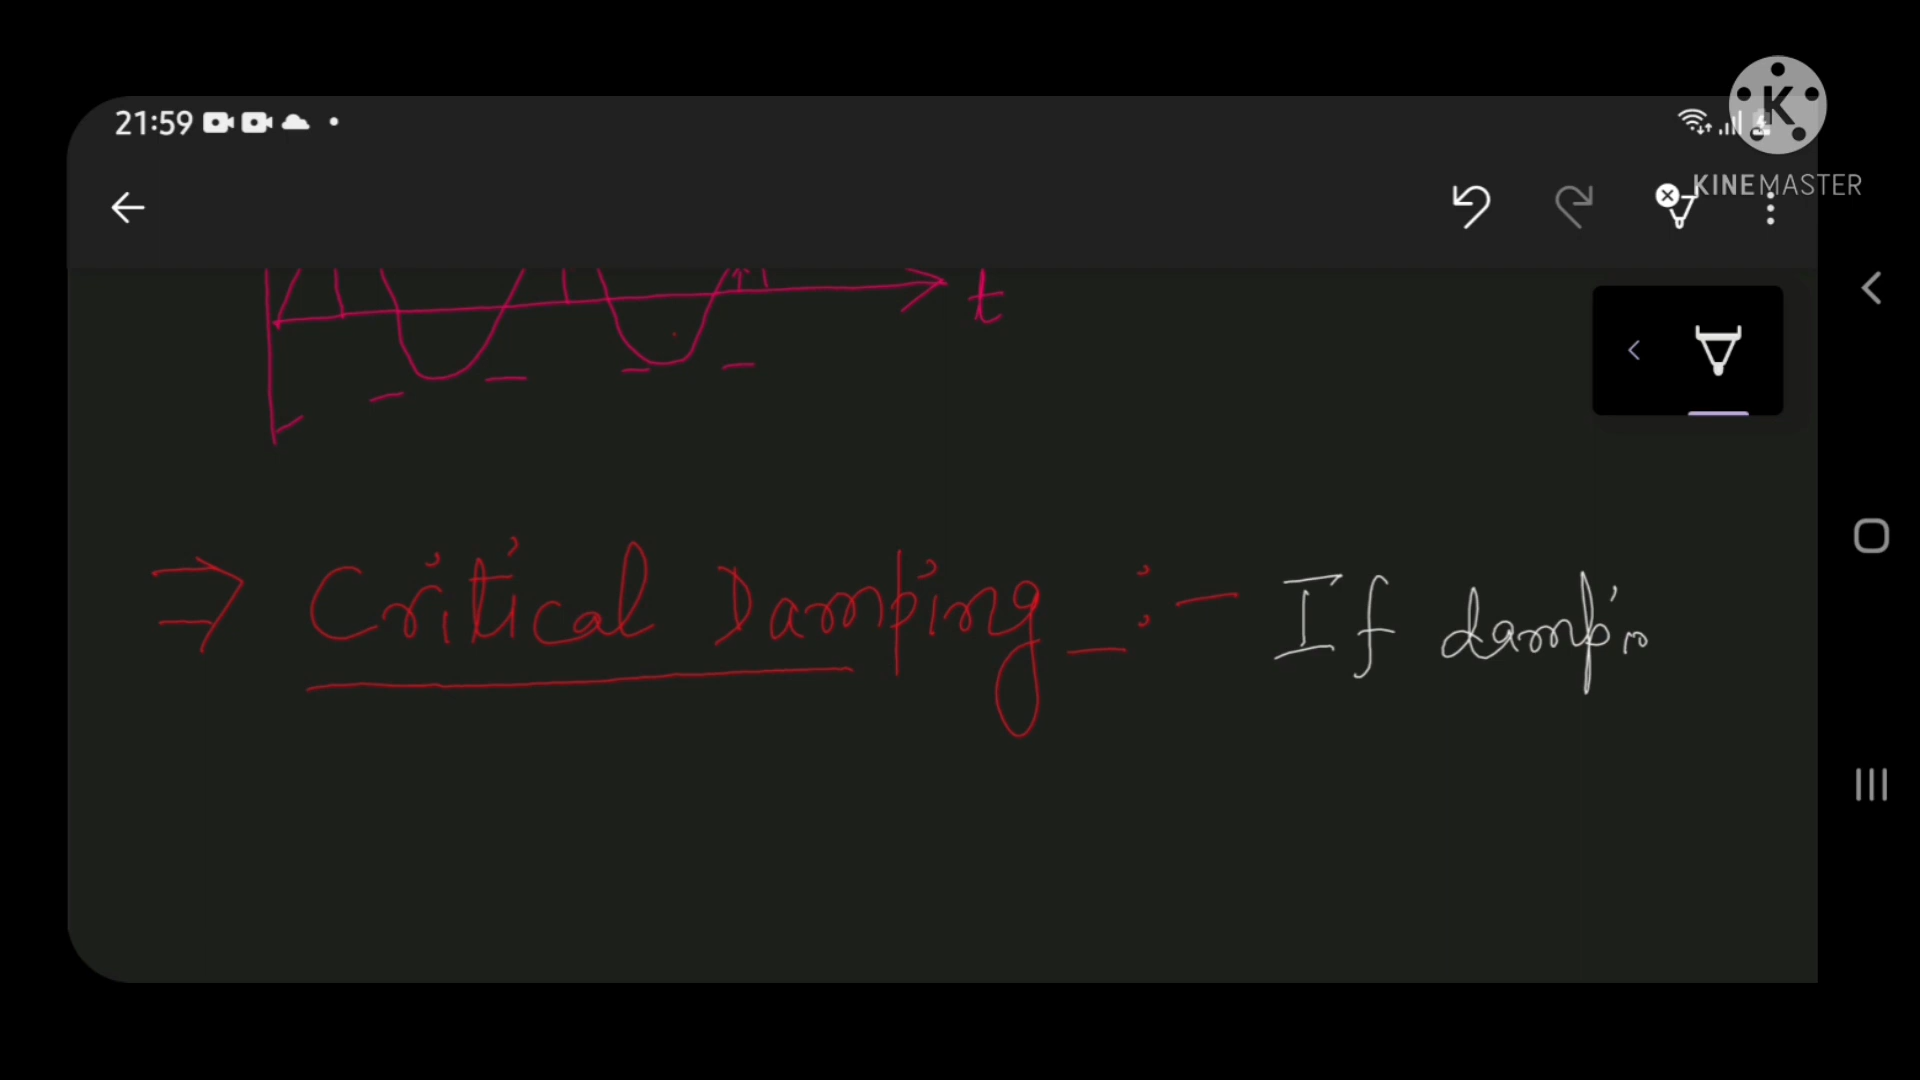 21:59
KINEMASTER
t
⇒ Critical Damping :- If dampin